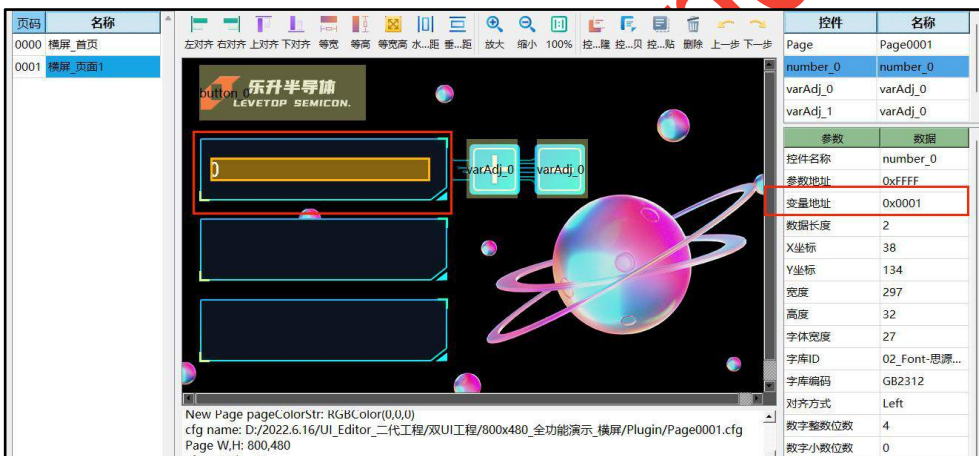 页码 名称
0000 横屏_首页
0001 横屏_页面1
左对齐 右对齐 上对齐 下对齐 等宽 等高 等宽高 水...距 垂...距 放大 缩小 100% 控...隆 控...贝 控...贴 删除 上一步 下一步
1:1
乐升半导体
button_0
LEVETOP SEMICON.
0
varAdj_0 varAdj_0
New Page pageColorStr: RGBColor(0,0,0)
cfg name: D:/2022.6.16/UI_Editor_二代工程/双UI工程/800x480_全功能演示_横屏/Plugin/Page0001.cfg
Page W,H: 800,480
控件 名称
Page Page0001
number_0 number_0
varAdj_0 varAdj_0
varAdj_1 varAdj_0
参数 数据
控件名称 number_0
参数地址 0xFFFF
变量地址 0x0001
数据长度 2
X坐标 38
Y坐标 134
宽度 297
高度 32
字体宽度 27
字库ID 02_Font-思源...
字库编码 GB2312
对齐方式 Left
数字整数位数 4
数字小数位数 0